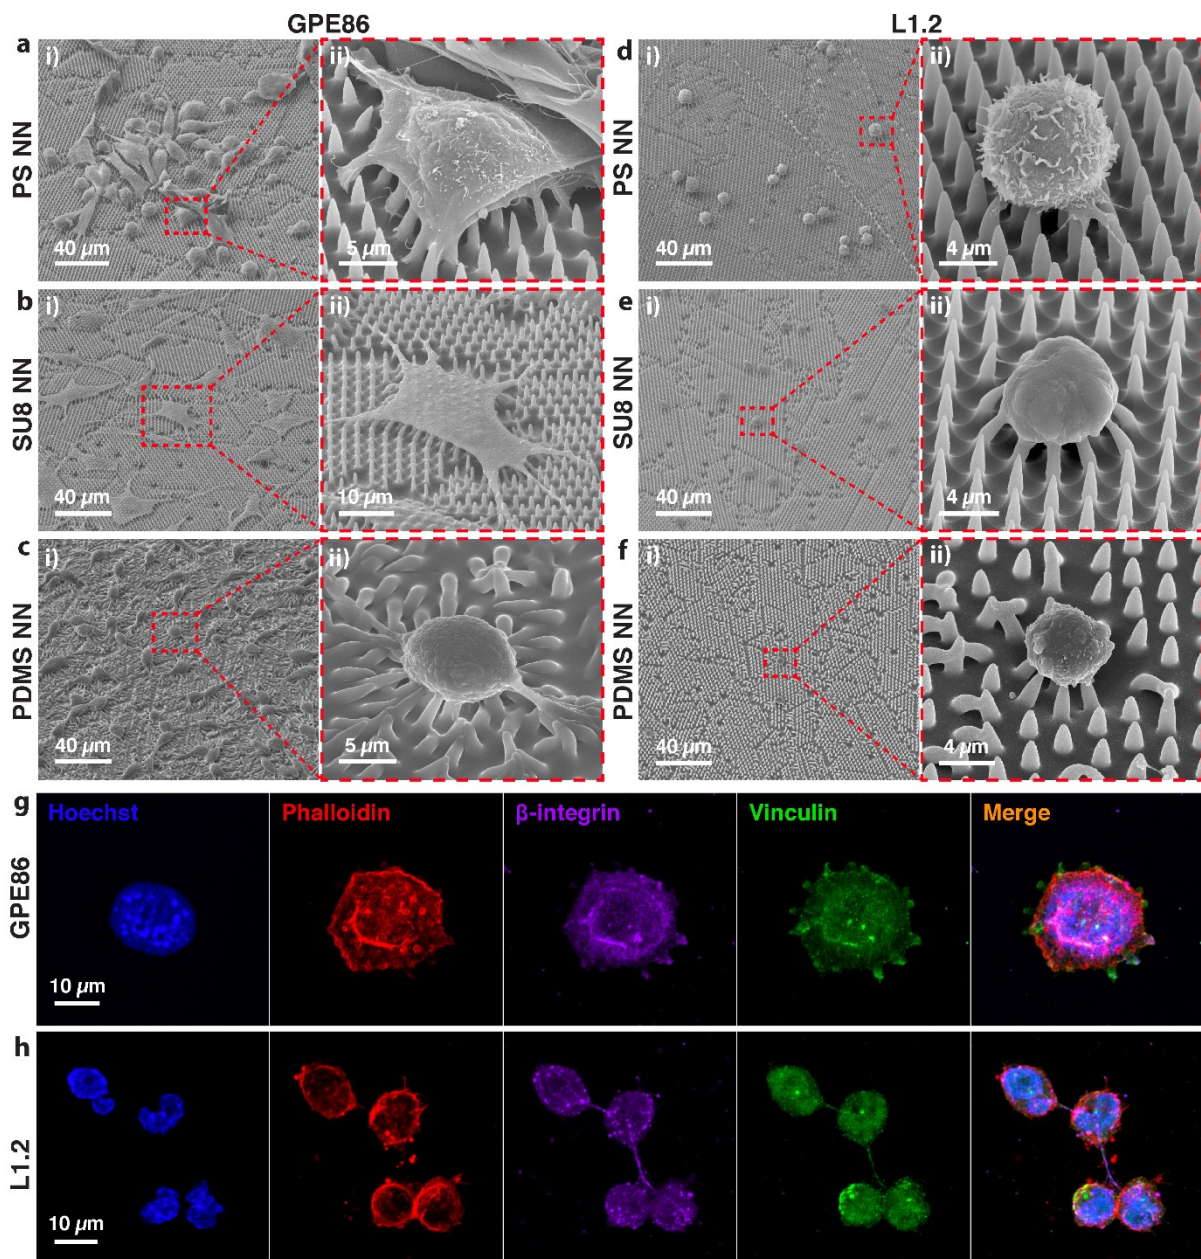 GPE86
L1.2
a
i)
ii)
PS NN
40 µm
5 µm
d
i)
ii)
PS NN
40 µm
4 µm
b
i)
ii)
SU8 NN
40 µm
10 µm
e
i)
ii)
SU8 NN
40 µm
4 µm
c
i)
ii)
PDMS NN
40 µm
5 µm
f
i)
ii)
PDMS NN
40 µm
4 µm
g
GPE86
Hoechst
Phalloidin
β-integrin
Vinculin
Merge
10 µm
h
L1.2
10 µm